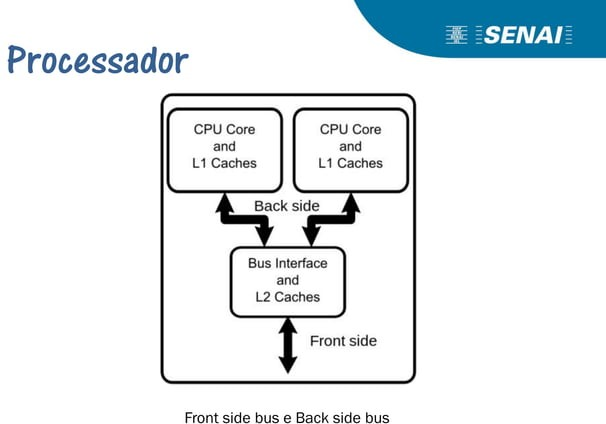 SENAI
Processador
CPU Core
and
L1 Caches
CPU Core
and
L1 Caches
Back side
Bus Interface
and
L2 Caches
Front side
Front side bus e Back side bus